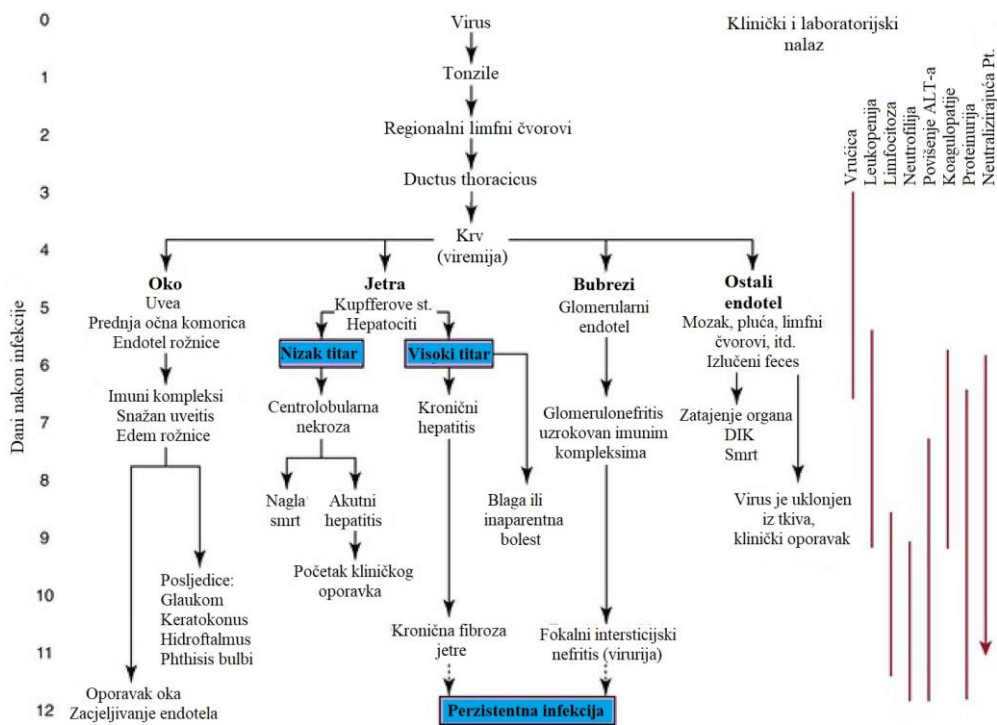 0
1
2
3
4
5
6
7
8
9
10
11
12
Dani nakon infekcije
Virus
Tonzile
Regionalni limfni čvorovi
Ductus thoracicus
Krv
(viremija)
Oko
Uvea
Prednja očna komorica
Endotel rožnice
Imuni kompleksi
Snažan uveitis
Edem rožnice
Posljedice:
Glaukom
Keratokonus
Hidroftalmus
Phthisis bulbi
Oporavak oka
Zacjeljivanje endotela
Jetra
Kupfferove st.
Hepatociti
Nizak titar
Visoki titar
Centrolobularna
nekroza
Nagla
smrt
Akutni
hepatitis
Početak kliničkog
oporavka
Kronični
hepatitis
Blaga ili
inaparentna
bolest
Kronična fibroza
jetre
Bubrezi
Glomerularni
endotel
Glomerulonefritis
uzrokovan imunim
kompleksima
Fokalni intersticijski
nefritis (virurija)
Perzistentna infekcija
Ostali
endotel
Mozak, pluća, limfni
čvorovi, itd.
Izlučeni feces
Zatajenje organa
DIK
Smrt
Virus je uklonjen
iz tkiva,
klinički oporavak
Klinički i laboratorijski
nalaz
Vrućica
Leukopenija
Limfocitoza
Neutrofilija
Povišenje ALT-a
Koagulopatije
Proteinurija
Neutralizirajuća Pt.